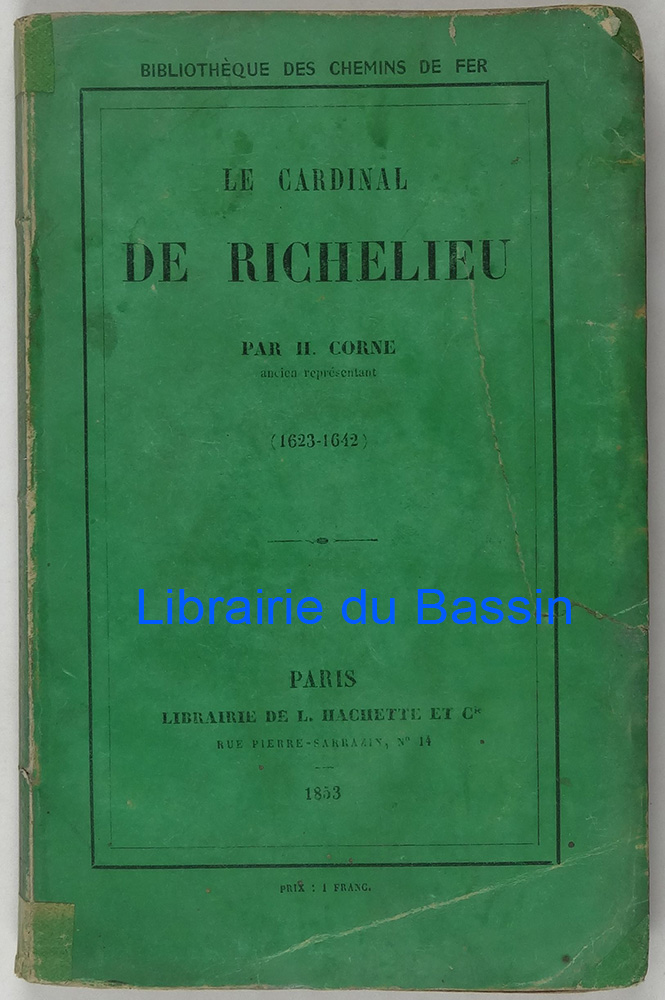 BIBLIOTHÈQUE DES CHEMINS DE FER
LE CARDINAL
DE RICHELIEU
PAR H. CORNE
ancien représentant
(1623-1642)
Librairie du Bassin
PARIS
LIBRAIRIE DE L. HACHETTE ET Cie
RUE PIERRE-SARRAZIN, No 14
1853
PRIX : 1 FRANC.